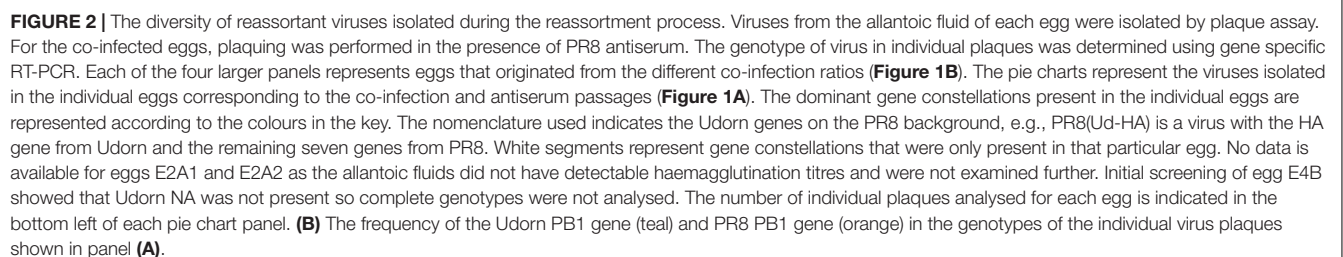 FIGURE 2 | The diversity of reassortant viruses isolated during the reassortment process. Viruses from the allantoic fluid of each egg were isolated by plaque assay.
For the co-infected eggs, plaquing was performed in the presence of PR8 antiserum. The genotype of virus in individual plaques was determined using gene specific
RT-PCR. Each of the four larger panels represents eggs that originated from the different co-infection ratios (Figure 1B). The pie charts represent the viruses isolated
in the individual eggs corresponding to the co-infection and antiserum passages (Figure 1A). The dominant gene constellations present in the individual eggs are
represented according to the colours in the key. The nomenclature used indicates the Udorn genes on the PR8 background, e.g., PR8(Ud-HA) is a virus with the HA
gene from Udorn and the remaining seven genes from PR8. White segments represent gene constellations that were only present in that particular egg. No data is
available for eggs E2A1 and E2A2 as the allantoic fluids did not have detectable haemagglutination titres and were not examined further. Initial screening of egg E4B
showed that Udorn NA was not present so complete genotypes were not analysed. The number of individual plaques analysed for each egg is indicated in the
bottom left of each pie chart panel. (B) The frequency of the Udorn PB1 gene (teal) and PR8 PB1 gene (orange) in the genotypes of the individual virus plaques
shown in panel (A).